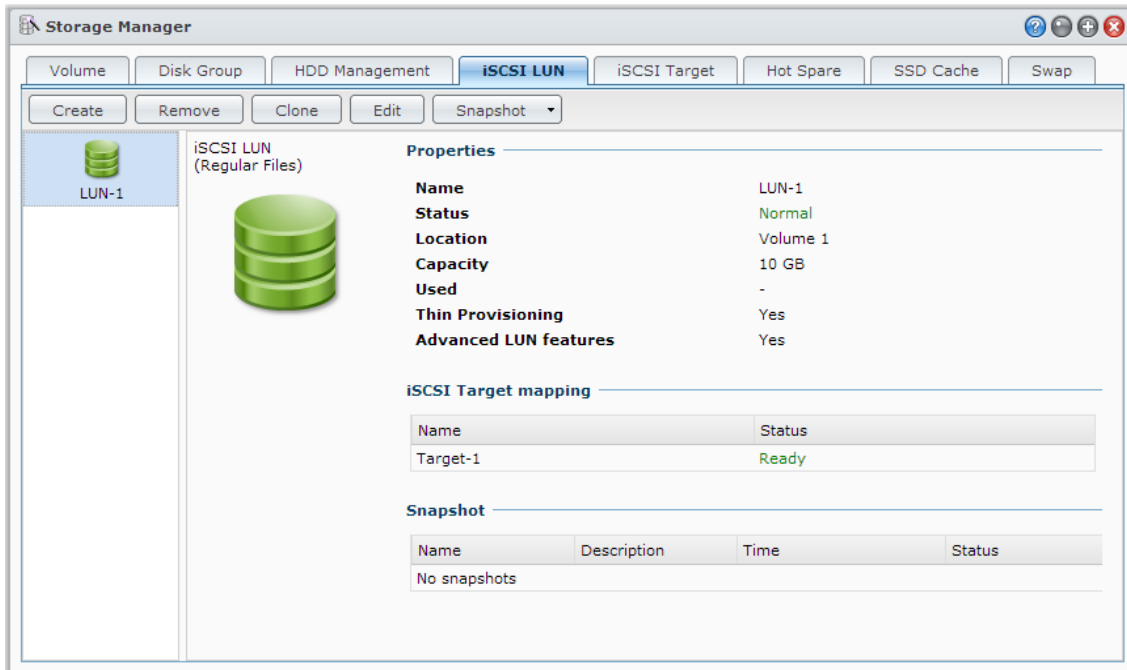 Storage Manager
Volume Disk Group HDD Management iSCSI LUN iSCSI Target Hot Spare SSD Cache Swap
Create Remove Clone Edit Snapshot
LUN-1
iSCSI LUN
(Regular Files)
Properties
Name LUN-1
Status Normal
Location Volume 1
Capacity 10 GB
Used -
Thin Provisioning Yes
Advanced LUN features Yes
iSCSI Target mapping
Name Status
Target-1 Ready
Snapshot
Name Description Time Status
No snapshots